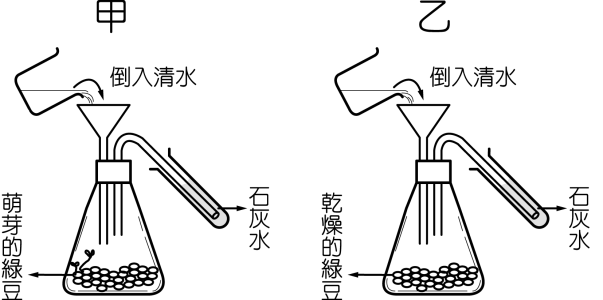 甲
倒入清水
石灰水
萌芽的綠豆
乙
倒入清水
石灰水
乾燥的綠豆